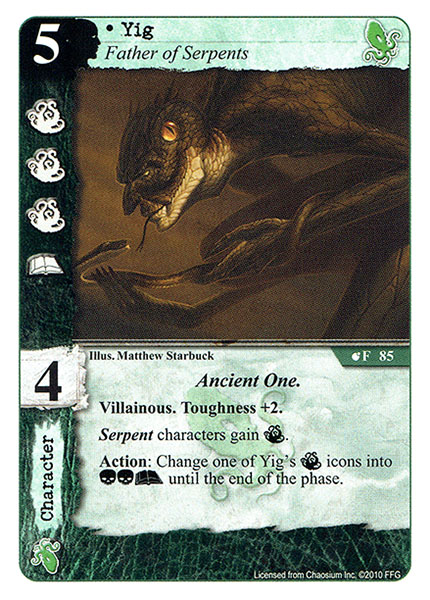 5
• Yig
Father of Serpents
Illus. Matthew Starbuck
F 85
4
Ancient One.
Villainous. Toughness +2.
Serpent characters gain .
Action: Change one of Yig's icons into
until the end of the phase.
Character
Licensed from Chaosium Inc. ©2010 FFG